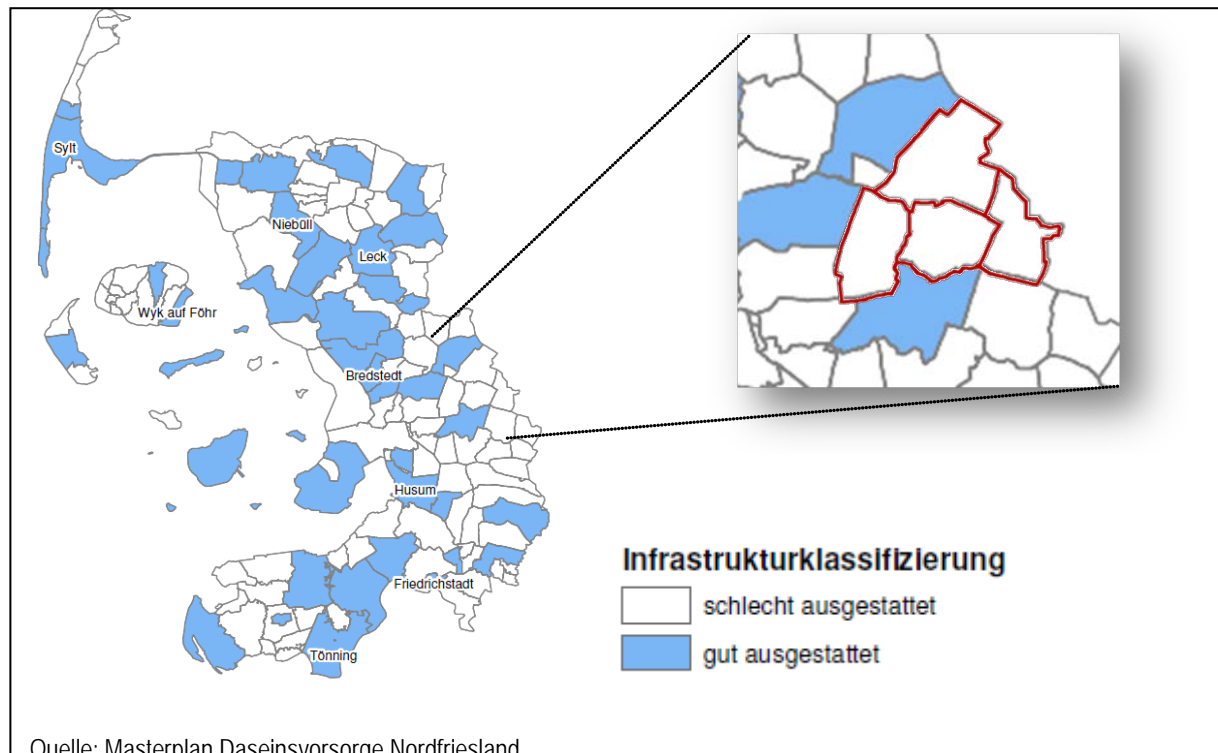 Sylt
Niebüll
Leck
Wyk auf Föhr
Bredstedt
Husum
Friedrichstadt
Tönning
Infrastrukturklassifizierung
schlecht ausgestattet
gut ausgestattet
Quelle: Masterplan Daseinsvorsorge Nordfriesland